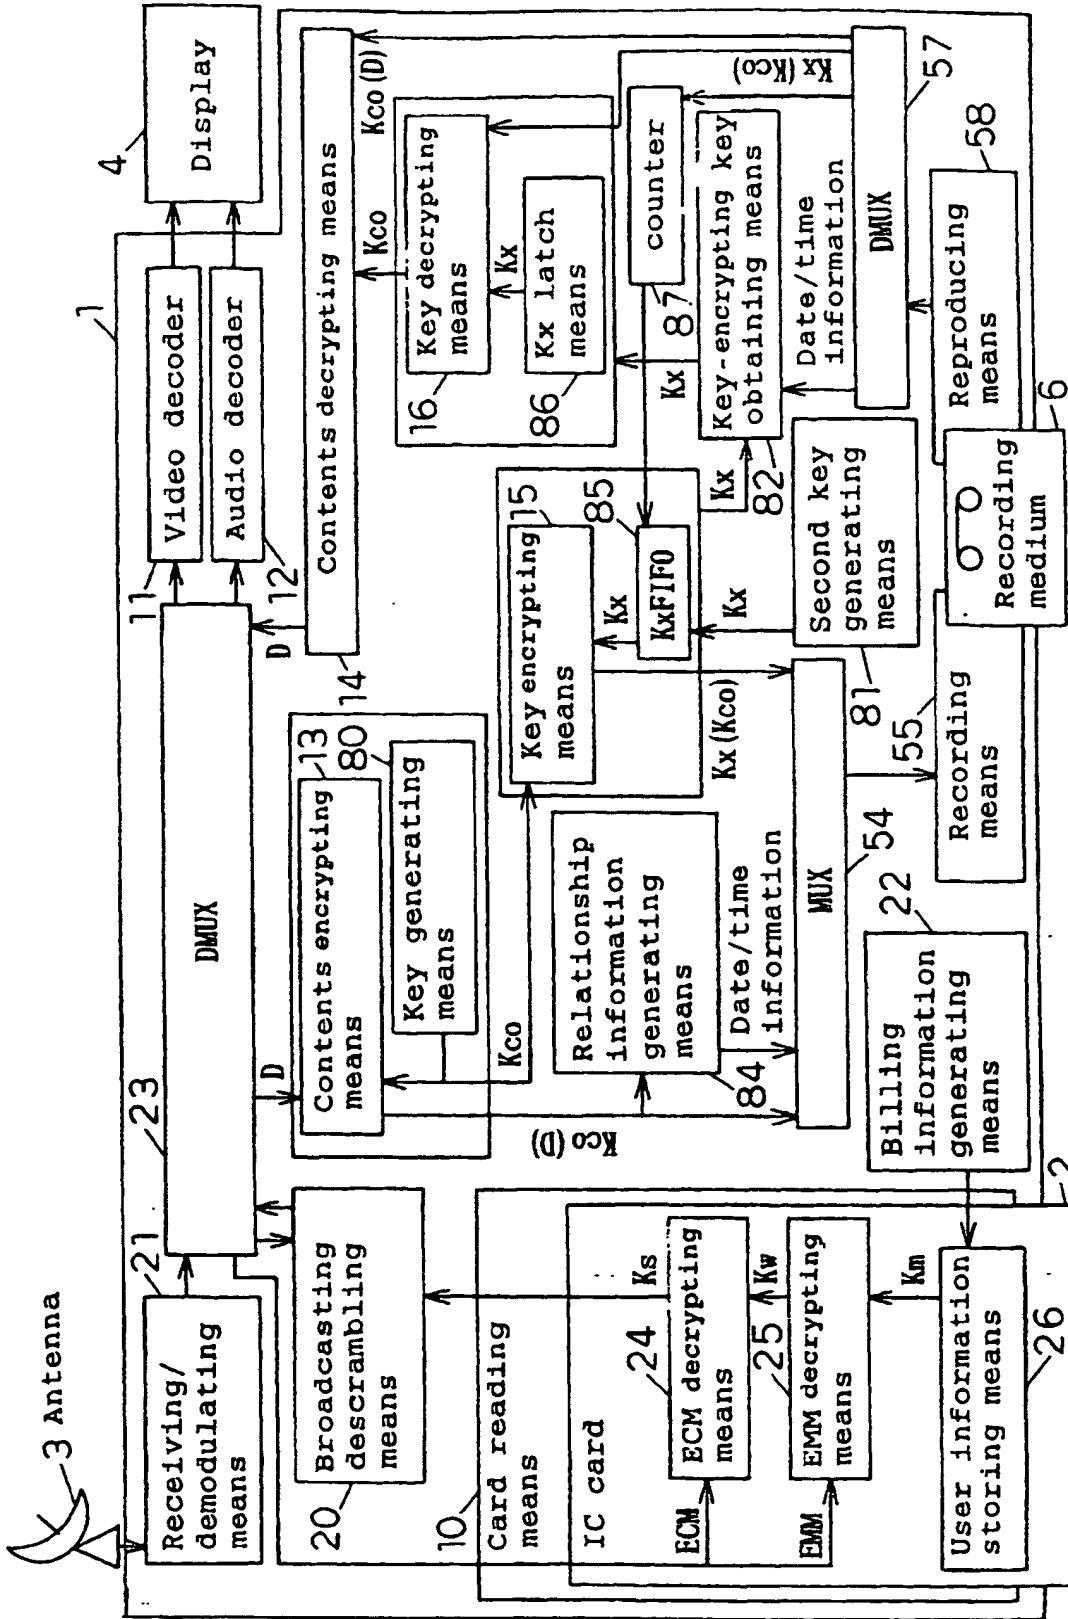 3 Antenna
Receiving/
demodulating
means
21
23
DMUX
11
Video decoder
Audio decoder
12
1
4
Display
20
Broadcasting
descrambling
means
D
Contents encrypting
means
13
Key generating
means
80
D
14
Contents decrypting means
Kco
Kco(D)
Kco
Kco(D)
10
Card reading
means
IC card
Ks
24
ECM decrypting
means
ECM
Kw
25
EMM decrypting
means
EMM
Km
User information
storing means
26
2
Billing
information
generating
means
22
Relationship
information
generating
means
84
Date/time
information
Key encrypting
means
15
Kx
KxFIFO
85
Kx
Kx(Kco)
MUX
54
Second key
generating
means
81
Recording
means
55
Recording
medium
6
Key decrypting
means
16
Kx
Kx latch
means
86
Kx
Kx
counter
87
Key-encrypting key
obtaining means
82
Kx(Kco)
Date/time
information
DMUX
57
Reproducing
means
58